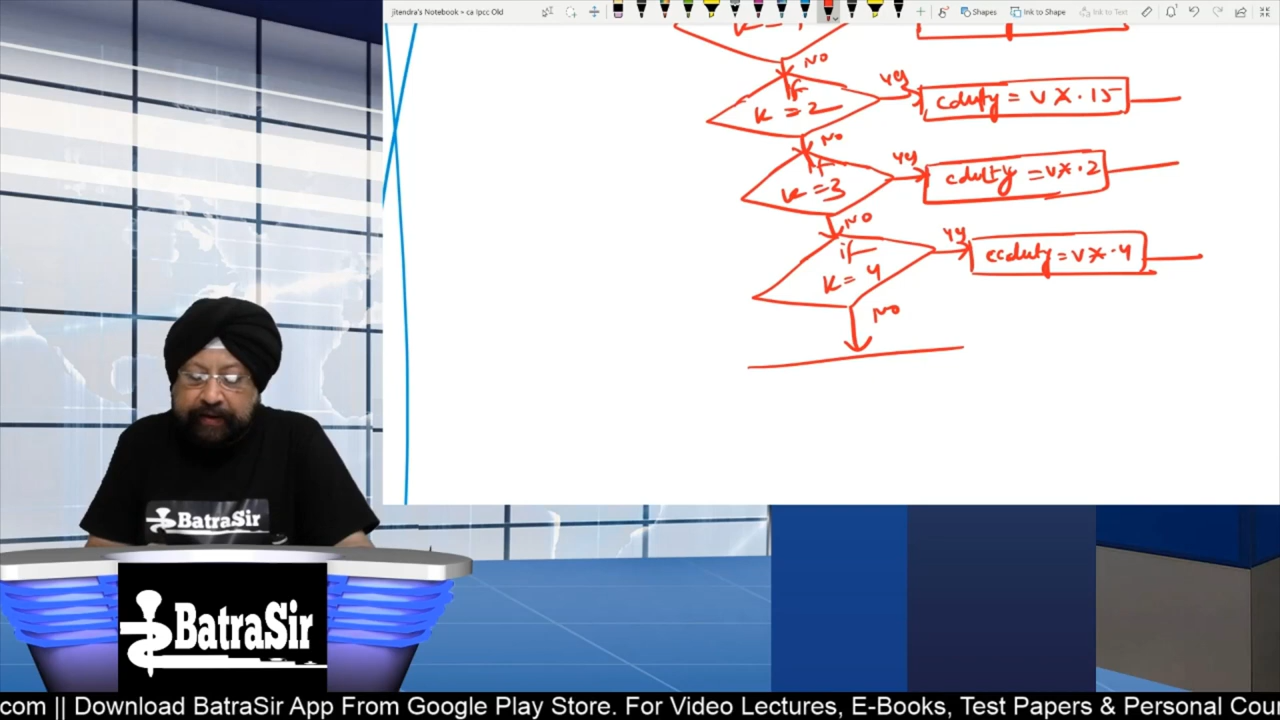 jitendra's Notebook > ca Ipcc Old
Shapes
Ink to Shape
Ink to Text
NO
if
K = 2
yes
cduty = V * .15
NO
if
K = 3
yes
cduty = V * .2
NO
if
K = 4
yes
ccduty = V * .4
NO
BatraSir
BatraSir
.com || Download BatraSir App From Google Play Store. For Video Lectures, E-Books, Test Papers & Personal Cou